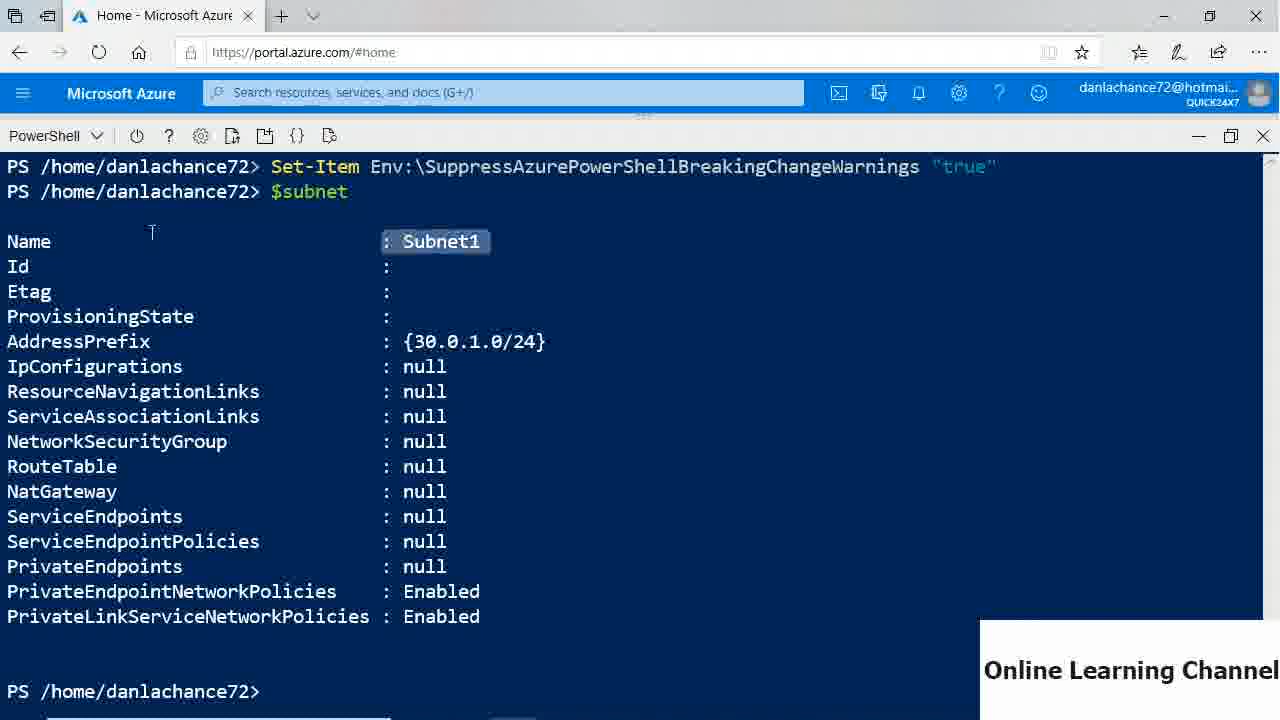 Home - Microsoft Azure
https://portal.azure.com/#home
Microsoft Azure
Search resources, services, and docs (G+/)
danlachance72@hotmai...
QUICK24X7
PowerShell
PS /home/danlachance72> Set-Item Env:\SuppressAzurePowerShellBreakingChangeWarnings "true"
PS /home/danlachance72> $subnet
Name : Subnet1
Id :
Etag :
ProvisioningState :
AddressPrefix : {30.0.1.0/24}
IpConfigurations : null
ResourceNavigationLinks : null
ServiceAssociationLinks : null
NetworkSecurityGroup : null
RouteTable : null
NatGateway : null
ServiceEndpoints : null
ServiceEndpointPolicies : null
PrivateEndpoints : null
PrivateEndpointNetworkPolicies : Enabled
PrivateLinkServiceNetworkPolicies : Enabled
PS /home/danlachance72>
Online Learning Channel